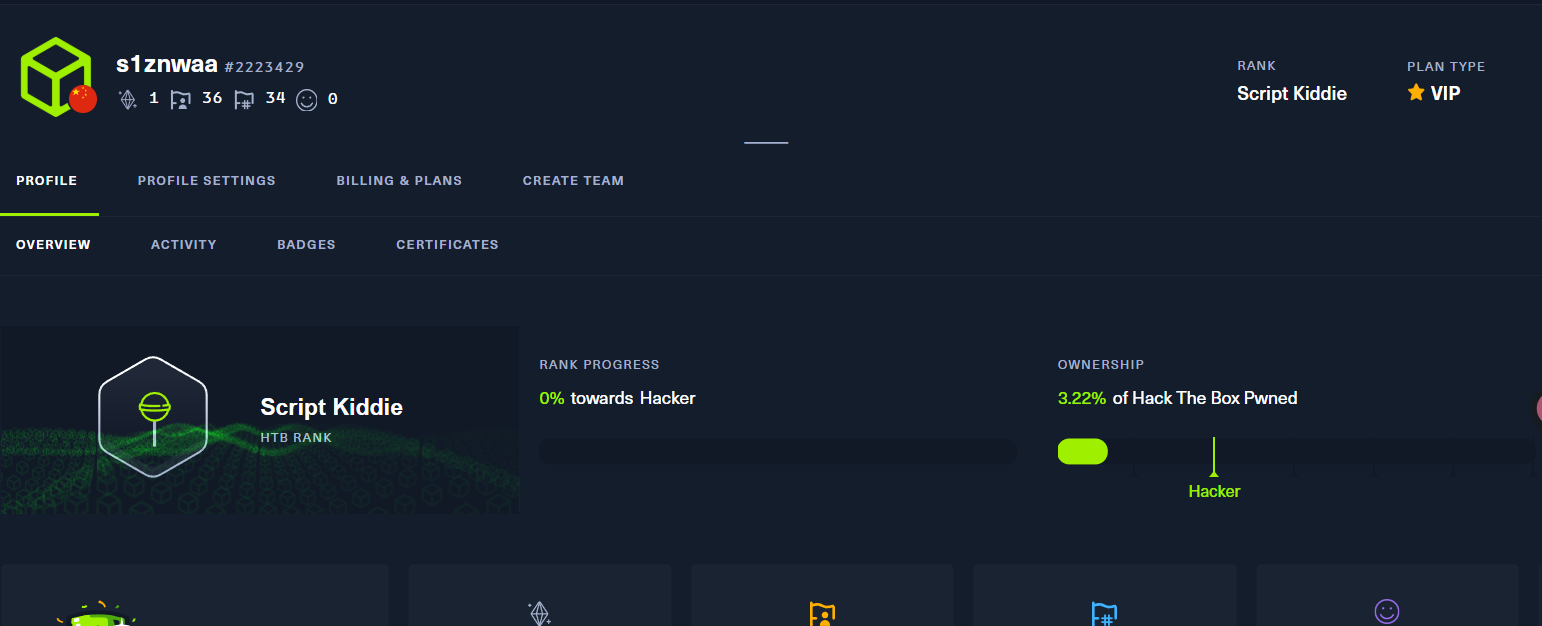 s1znwaa #2223429
1 36 34 0
RANK
Script Kiddie
PLAN TYPE
VIP
PROFILE PROFILE SETTINGS BILLING & PLANS CREATE TEAM
OVERVIEW ACTIVITY BADGES CERTIFICATES
Script Kiddie
HTB RANK
RANK PROGRESS
0% towards Hacker
OWNERSHIP
3.22% of Hack The Box Pwned
Hacker